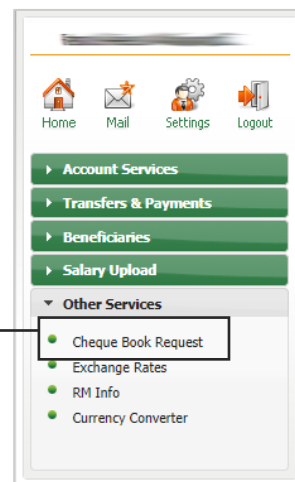 Home Mail Settings Logout
Account Services
Transfers & Payments
Beneficiaries
Salary Upload
Other Services
Cheque Book Request
Exchange Rates
RM Info
Currency Converter